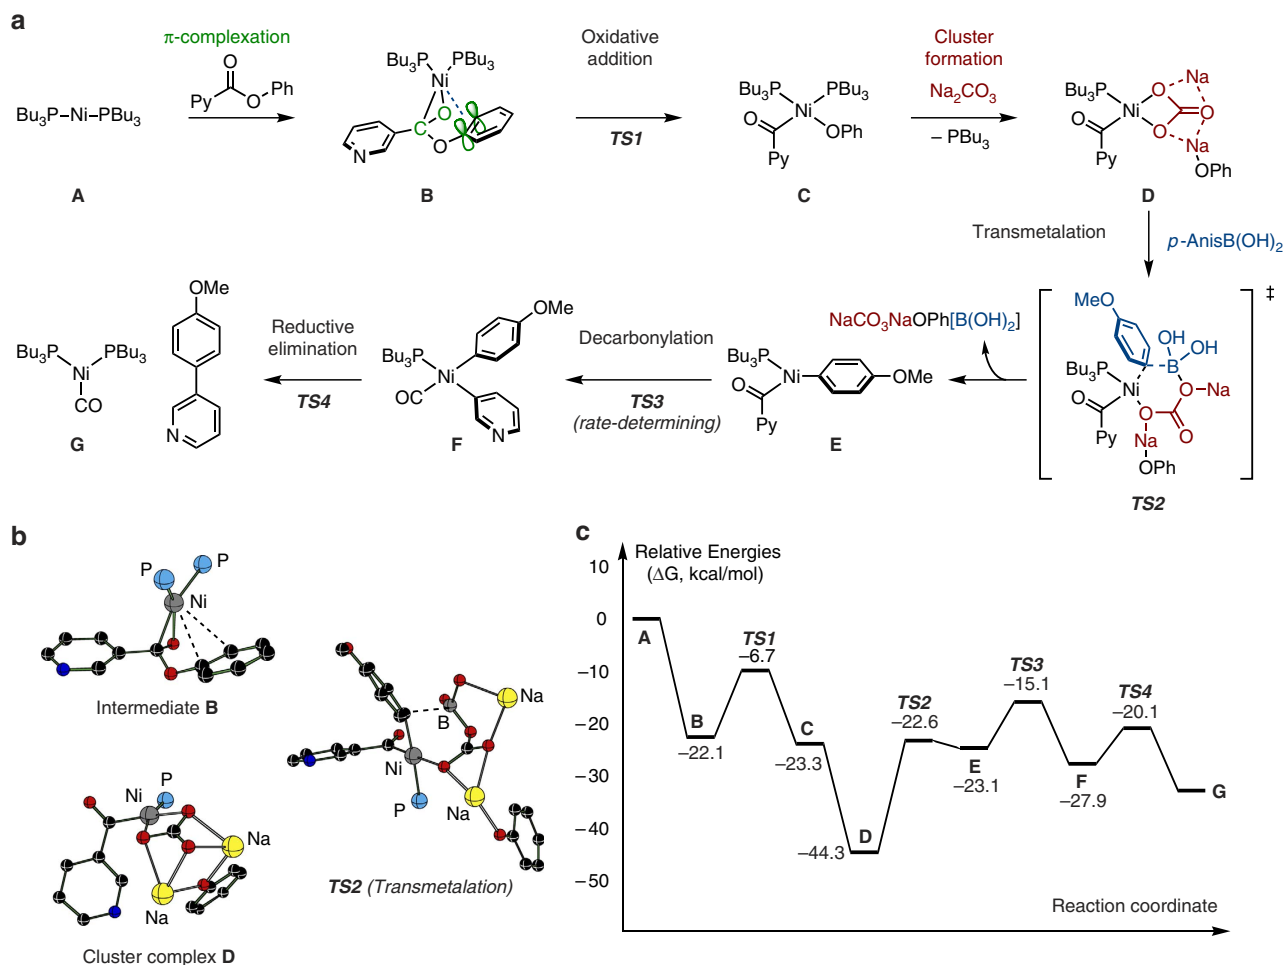 a
π-complexation
O
Py
O
Ph
Bu3P–Ni–PBu3
A
Bu3P
PBu3
Ni
C
O
O
N
B
Oxidative
addition
TS1
Bu3P
PBu3
Ni
O
OPh
Py
C
Cluster
formation
Na2CO3
– PBu3
Bu3P
Na
O
Ni
O
O
O
Na
Py
OPh
D
Transmetalation
p-AnisB(OH)2
‡
MeO
OH
OH
B
Bu3P
Ni
O–Na
O
O
O
Py
Na
OPh
TS2
NaCO3NaOPh[B(OH)2]
Bu3P
Ni
OMe
O
Py
E
Decarbonylation
TS3
(rate-determining)
OMe
Bu3P
Ni
OC
N
F
Reductive
elimination
TS4
OMe
N
Bu3P
PBu3
Ni
CO
G
b
P
P
Ni
Intermediate B
P
Ni
Na
Na
Cluster complex D
Na
B
Ni
P
Na
TS2 (Transmetalation)
c
Relative Energies
(ΔG, kcal/mol)
10
0
−10
−20
−30
−40
−50
A
B
−22.1
TS1
−6.7
C
−23.3
D
−44.3
TS2
−22.6
E
−23.1
TS3
−15.1
F
−27.9
TS4
−20.1
G
Reaction coordinate